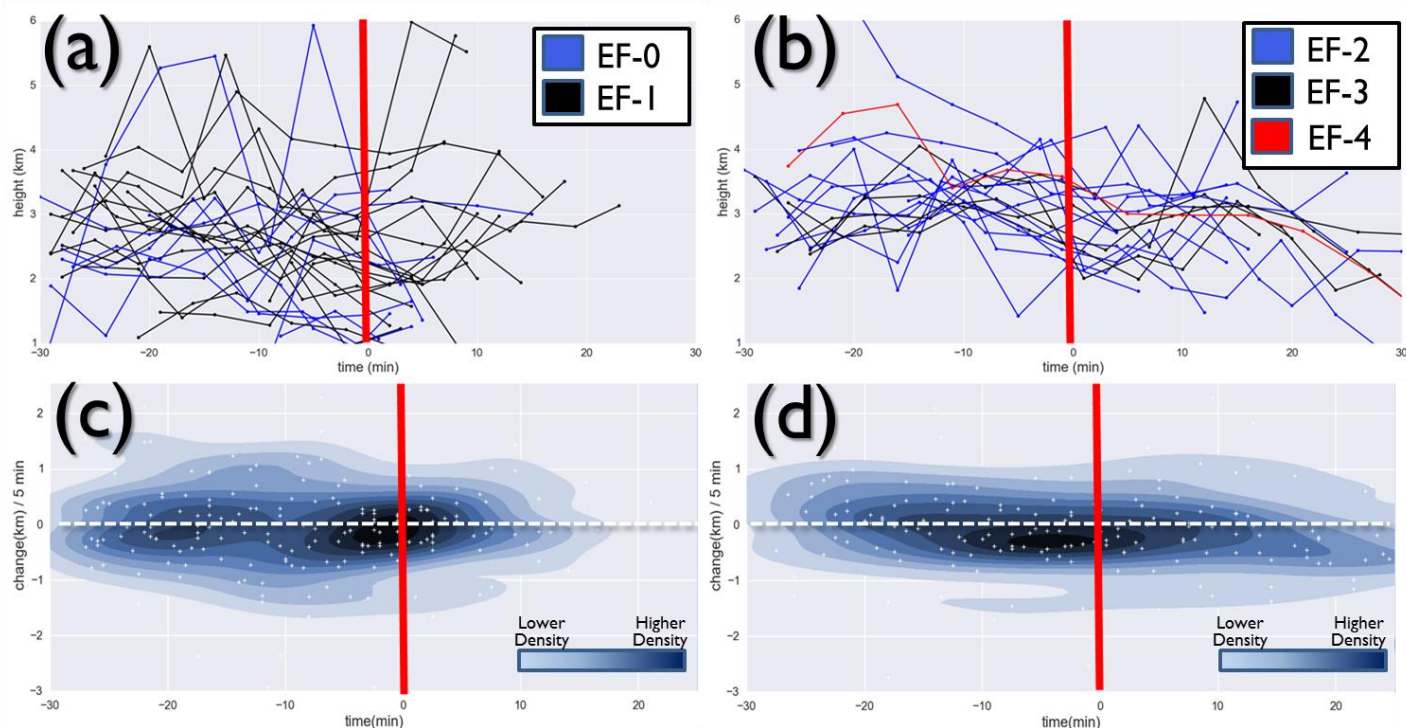 (a)
EF-0
EF-1
height (km)
6
5
4
3
2
1
−30
−20
−10
0
10
20
30
time (min)
(b)
EF-2
EF-3
EF-4
height (km)
6
5
4
3
2
1
−30
−20
−10
0
10
20
30
time (min)
(c)
change(km) / 5 min
2
1
0
−1
−2
−3
Lower Density
Higher Density
−30
−20
−10
0
10
20
time(min)
(d)
change(km) / 5 min
2
1
0
−1
−2
−3
Lower Density
Higher Density
−30
−20
−10
0
10
20
time(min)